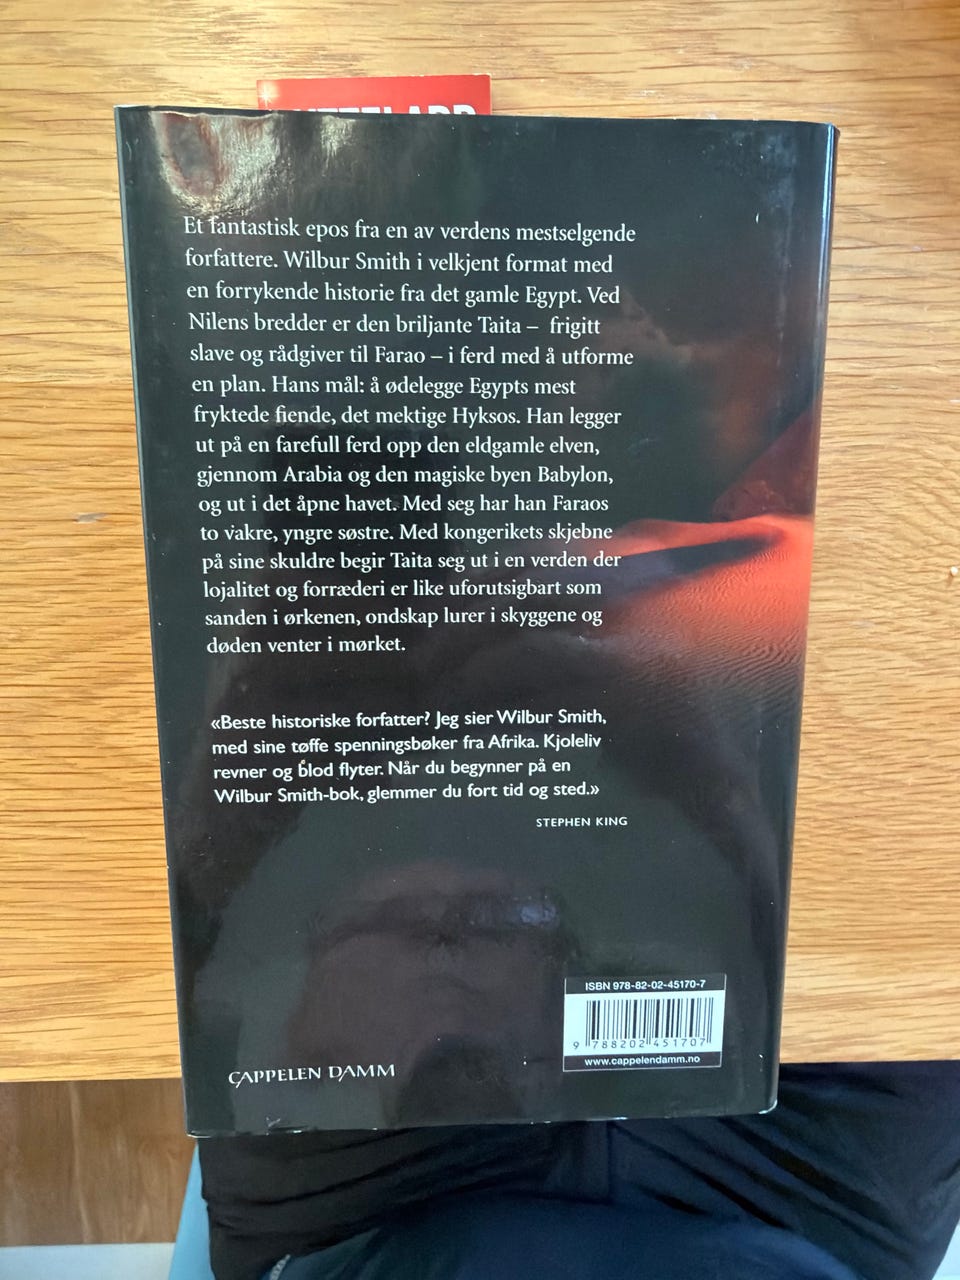 Et fantastisk epos fra en av verdens mestselgende
forfattere. Wilbur Smith i velkjent format med
en forrykende historie fra det gamle Egypt. Ved
Nilens bredder er den briljante Taita – frigitt
slave og rådgiver til Farao – i ferd med å utforme
en plan. Hans mål: å ødelegge Egypts mest
fryktede fiende, det mektige Hyksos. Han legger
ut på en farefull ferd opp den eldgamle elven,
gjennom Arabia og den magiske byen Babylon,
og ut i det åpne havet. Med seg har han Faraos
to vakre, yngre søstre. Med kongerikets skjebne
på sine skuldre begir Taita seg ut i en verden der
lojalitet og forræderi er like uforutsigbart som
sanden i ørkenen, ondskap lurer i skyggene og
døden venter i mørket.
«Beste historiske forfatter? Jeg sier Wilbur Smith,
med sine tøffe spenningsbøker fra Afrika. Kjoleliv
revner og blod flyter. Når du begynner på en
Wilbur Smith-bok, glemmer du fort tid og sted.»
STEPHEN KING
ISBN 978-82-02-45170-7
9 788202 451707
www.cappelendamm.no
CAPPELEN DAMM